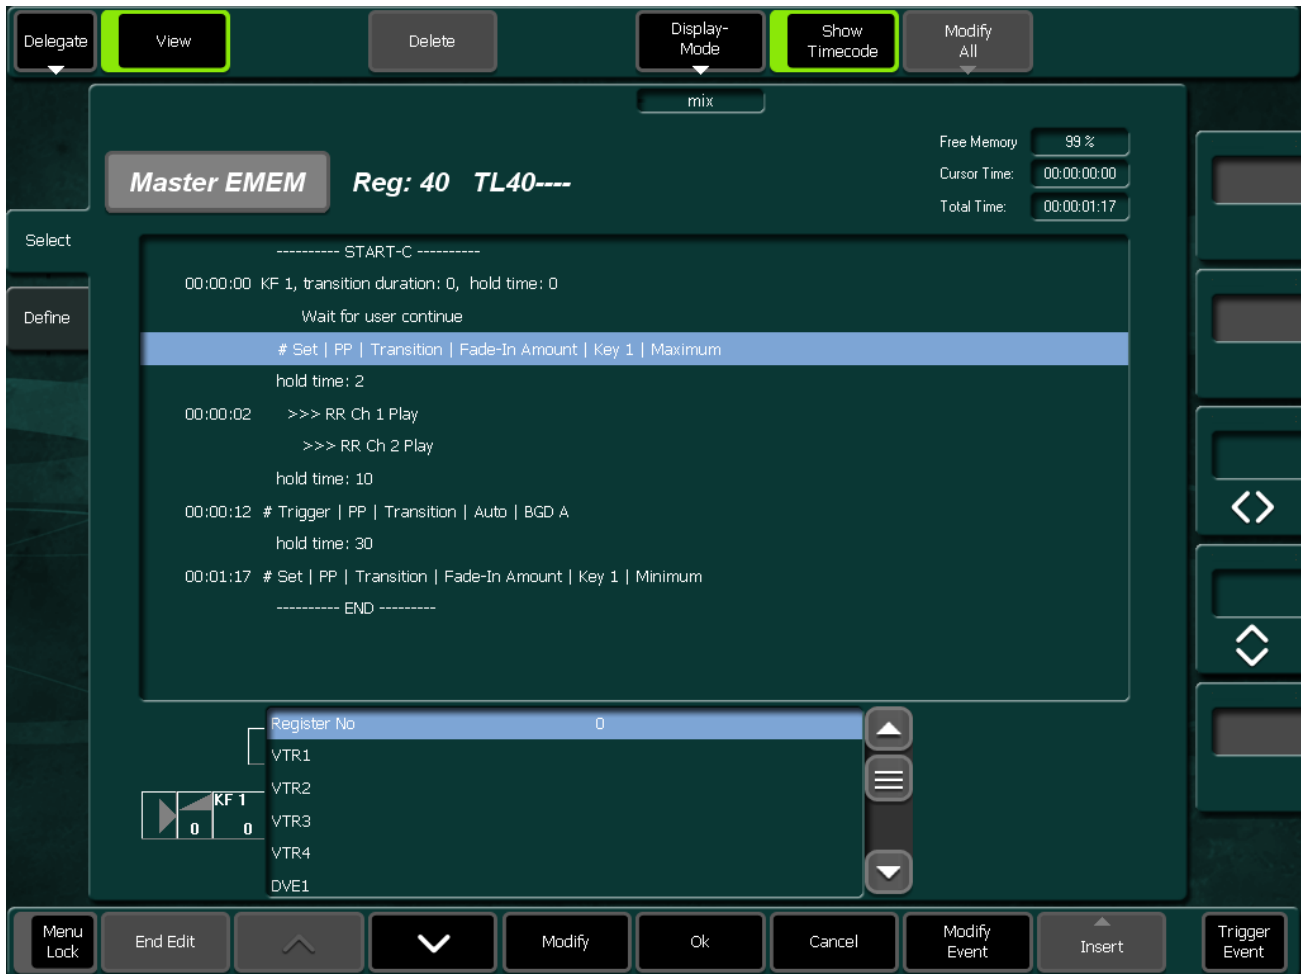 Delegate View Delete Display-Mode Show Timecode Modify All
mix
Free Memory 99 %
Master EMEM Reg: 40 TL40----
Cursor Time: 00:00:00:00
Total Time: 00:00:01:17
Select
Define
---------- START-C ----------
00:00:00 KF 1, transition duration: 0, hold time: 0
Wait for user continue
# Set | PP | Transition | Fade-In Amount | Key 1 | Maximum
hold time: 2
00:00:02 >>> RR Ch 1 Play
>>> RR Ch 2 Play
hold time: 10
00:00:12 # Trigger | PP | Transition | Auto | BGD A
hold time: 30
00:01:17 # Set | PP | Transition | Fade-In Amount | Key 1 | Minimum
---------- END ---------
Register No 0
VTR1
VTR2
VTR3
VTR4
DVE1
KF 1
0 0
Menu Lock End Edit Modify Ok Cancel Modify Event Insert Trigger Event